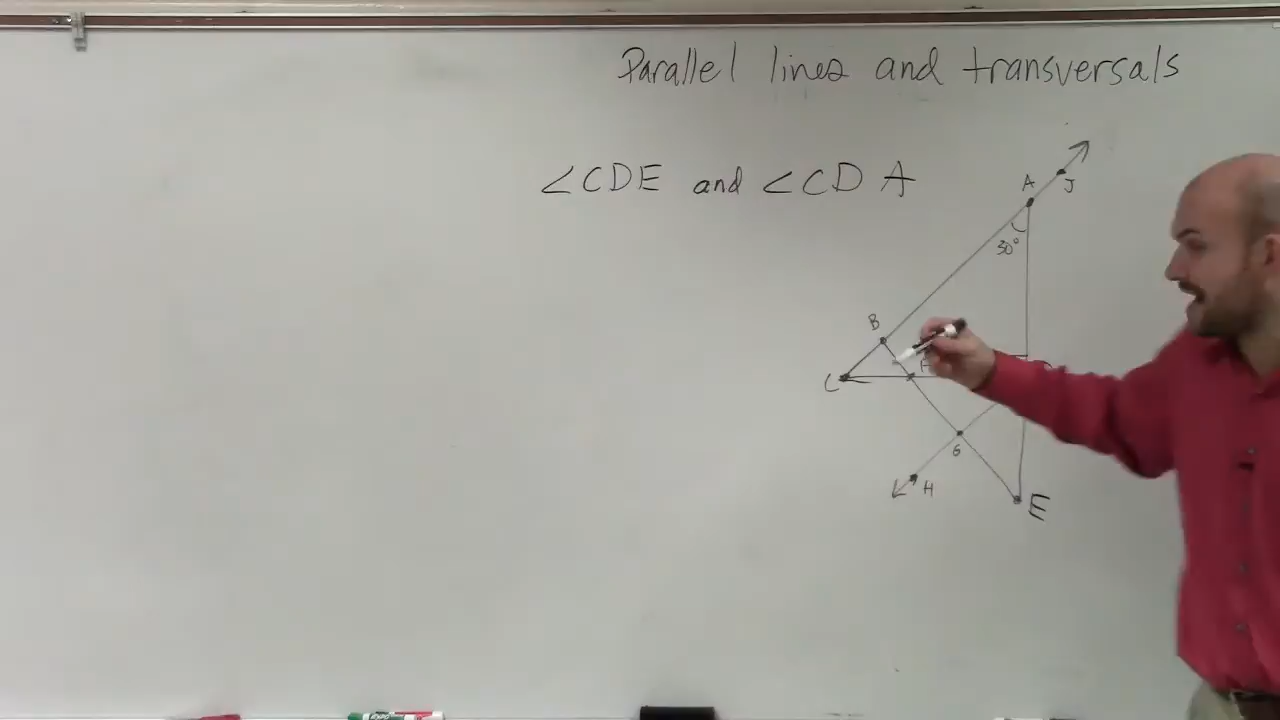 Parallel lines and transversals
∠CDE and ∠CDA
A
J
30°
B
C
G
H
E